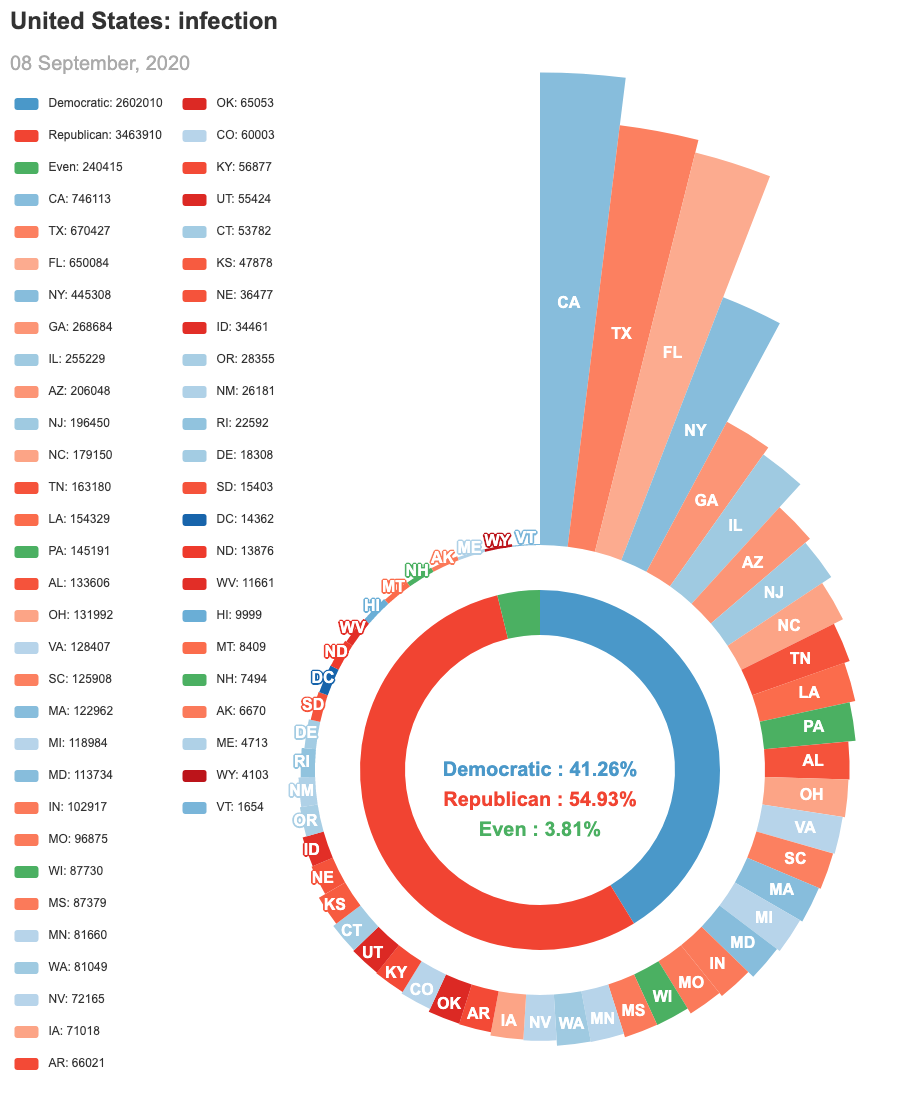 United States: infection
08 September, 2020
Democratic: 2602010
Republican: 3463910
Even: 240415
CA: 746113
TX: 670427
FL: 650084
NY: 445308
GA: 268684
IL: 255229
AZ: 206048
NJ: 196450
NC: 179150
TN: 163180
LA: 154329
PA: 145191
AL: 133606
OH: 131992
VA: 128407
SC: 125908
MA: 122962
MI: 118984
MD: 113734
IN: 102917
MO: 96875
WI: 87730
MS: 87379
MN: 81660
WA: 81049
NV: 72165
IA: 71018
AR: 66021
OK: 65053
CO: 60003
KY: 56877
UT: 55424
CT: 53782
KS: 47878
NE: 36477
ID: 34461
OR: 28355
NM: 26181
RI: 22592
DE: 18308
SD: 15403
DC: 14362
ND: 13876
WV: 11661
HI: 9999
MT: 8409
NH: 7494
AK: 6670
ME: 4713
WY: 4103
VT: 1654
CA
TX
FL
NY
GA
IL
AZ
NJ
NC
TN
LA
PA
AL
OH
VA
SC
MA
MI
MD
IN
MO
WI
MS
MN
WA
NV
IA
AR
OK
CO
KY
UT
CT
KS
NE
ID
OR
NM
RI
DE
SD
DC
ND
WV
HI
MT
NH
AK
ME
WY
VT
Democratic : 41.26%
Republican : 54.93%
Even : 3.81%